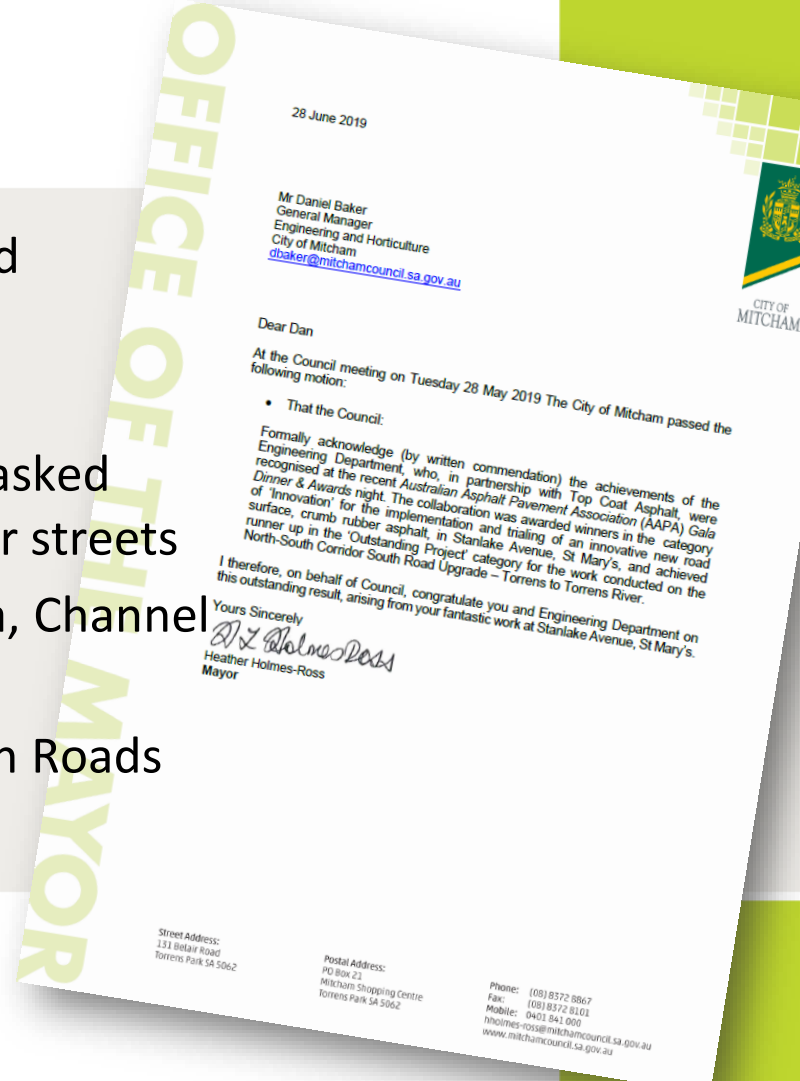 d
asked
r streets
n, Channel
n Roads
OFFICE OF THE MAYOR
28 June 2019
CITY OF
MITCHAM
Mr Daniel Baker
General Manager
Engineering and Horticulture
City of Mitcham
dbaker@mitchamcouncil.sa.gov.au
Dear Dan
At the Council meeting on Tuesday 28 May 2019 The City of Mitcham passed the
following motion:
• That the Council:
Formally acknowledge (by written commendation) the achievements of the
Engineering Department, who, in partnership with Top Coat Asphalt, were
recognised at the recent Australian Asphalt Pavement Association (AAPA) Gala
Dinner & Awards night. The collaboration was awarded winners in the category
of 'Innovation' for the implementation and trialing of an innovative new road
surface, crumb rubber asphalt, in Stanlake Avenue, St Mary's, and achieved
runner up in the 'Outstanding Project' category for the work conducted on the
North-South Corridor South Road Upgrade – Torrens to Torrens River.
I therefore, on behalf of Council, congratulate you and Engineering Department on
this outstanding result, arising from your fantastic work at Stanlake Avenue, St Mary's.
Yours Sincerely
H L Holmes Ross
Heather Holmes-Ross
Mayor
Street Address:
131 Belair Road
Torrens Park SA 5062
Postal Address:
PO Box 21
Mitcham Shopping Centre
Torrens Park SA 5062
Phone: (08) 8372 8867
Fax: (08) 8372 8101
Mobile: 0401 841 000
hholmes-ross@mitchamcouncil.sa.gov.au
www.mitchamcouncil.sa.gov.au